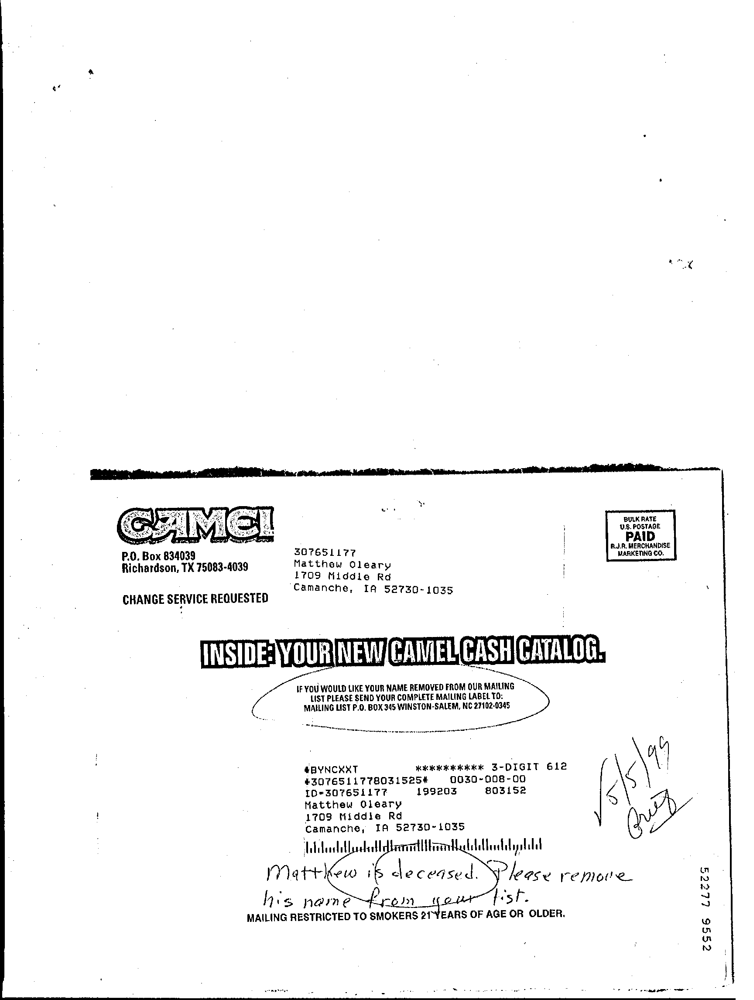 CAMEL
P.O. Box 834039
Richardson, TX 75083-4039
CHANGE SERVICE REQUESTED
307651177
Matthew Oleary
1709 Middle Rd
Camanche, IA 52730-1035
BULK RATE
U.S. POSTAGE
PAID
R.J.R. MERCHANDISE
MARKETING CO.
INSIDE: YOUR NEW CAMEL CASH CATALOG.
IF YOU WOULD LIKE YOUR NAME REMOVED FROM OUR MAILING
LIST PLEASE SEND YOUR COMPLETE MAILING LABEL TO:
MAILING LIST P.O. BOX 345 WINSTON-SALEM, NC 27102-0345
√5/5/99
♦BYNCXXT ********** 3-DIGIT 612
+3076511778031525* 0030-008-00
ID=307651177 199203 803152
Matthew Oleary
1709 Middle Rd
Camanche, IA 52730-1035
Matthew is deceased. Please remove
his name from your list.
MAILING RESTRICTED TO SMOKERS 21 YEARS OF AGE OR OLDER.
52277 9552